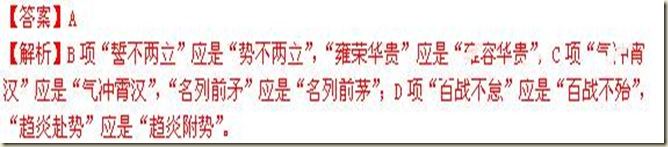 【答案】A
【解析】B项“誓不两立”应是“势不两立”，“雍荣华贵”应是“雍容华贵”，C项“气冲霄
汉”应是“气冲霄汉”，“名列前矛”应是“名列前茅”；D项“百战不怠”应是“百战不殆”，
“趋炎赴势”应是“趋炎附势”。